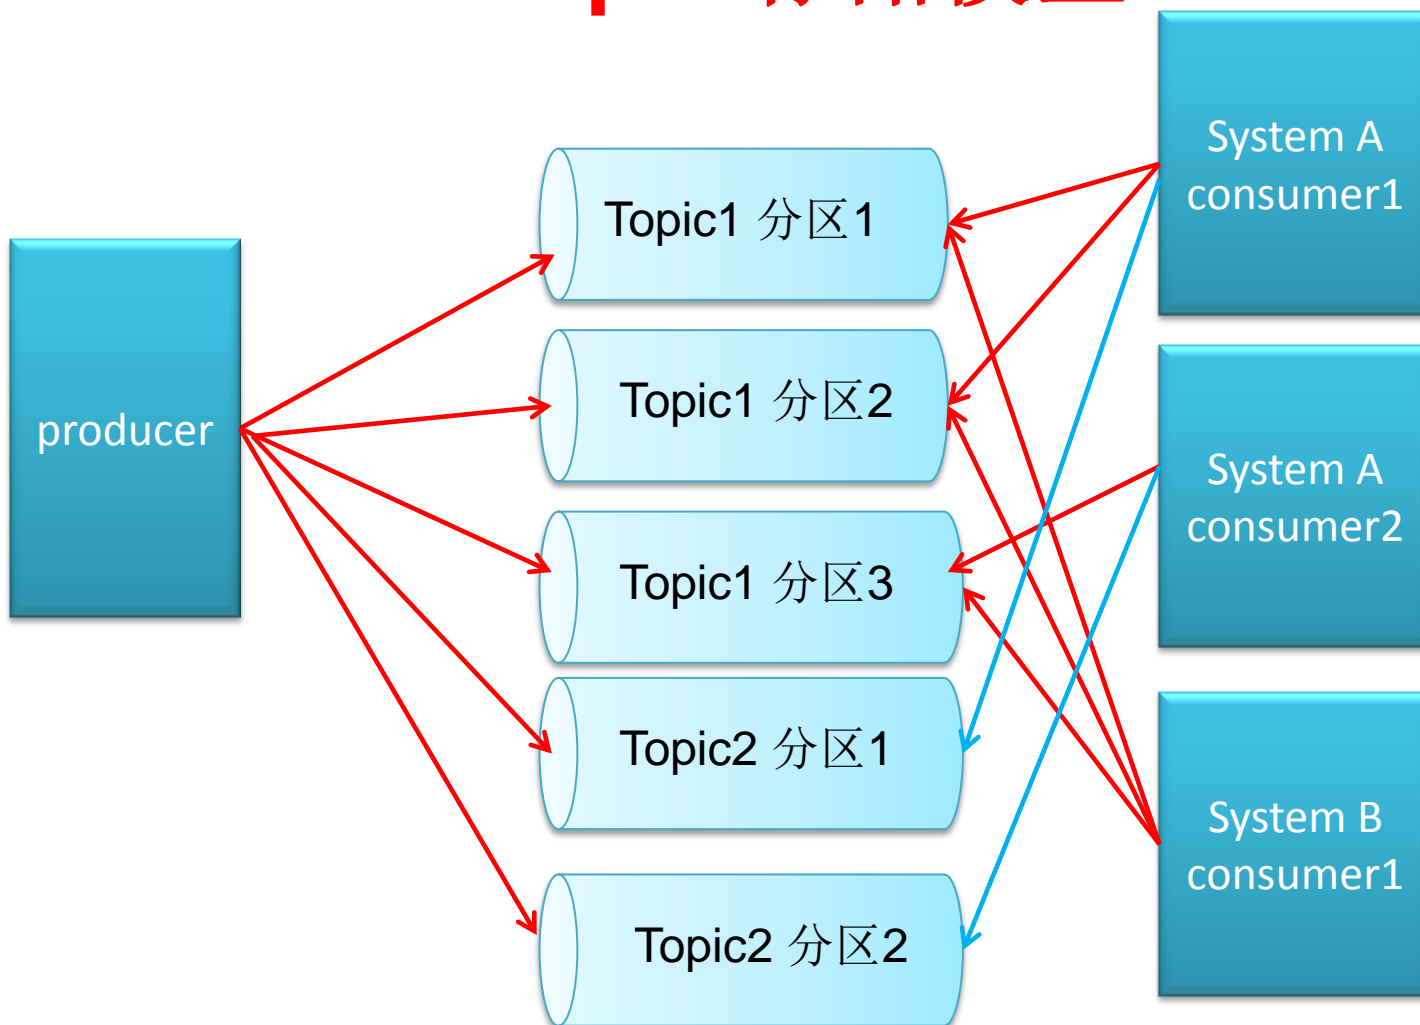 producer
Topic1 分区1
Topic1 分区2
Topic1 分区3
Topic2 分区1
Topic2 分区2
System A
consumer1
System A
consumer2
System B
consumer1